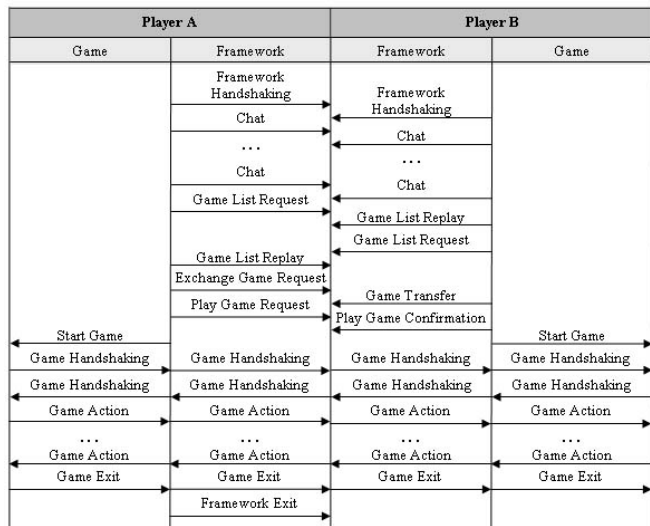 Player A Player B
Game Framework Framework Game
Framework
Handshaking
Framework
Handshaking
Chat
Chat
...
...
Chat
Chat
Game List Request
Game List Replay
Game List Request
Game List Replay
Exchange Game Request
Game Transfer
Play Game Request
Play Game Confirmation
Start Game Start Game
Game Handshaking Game Handshaking Game Handshaking Game Handshaking
Game Handshaking Game Handshaking Game Handshaking Game Handshaking
Game Action Game Action Game Action Game Action
... ... ... ...
Game Action Game Action Game Action Game Action
Game Exit Game Exit Game Exit Game Exit
Framework Exit